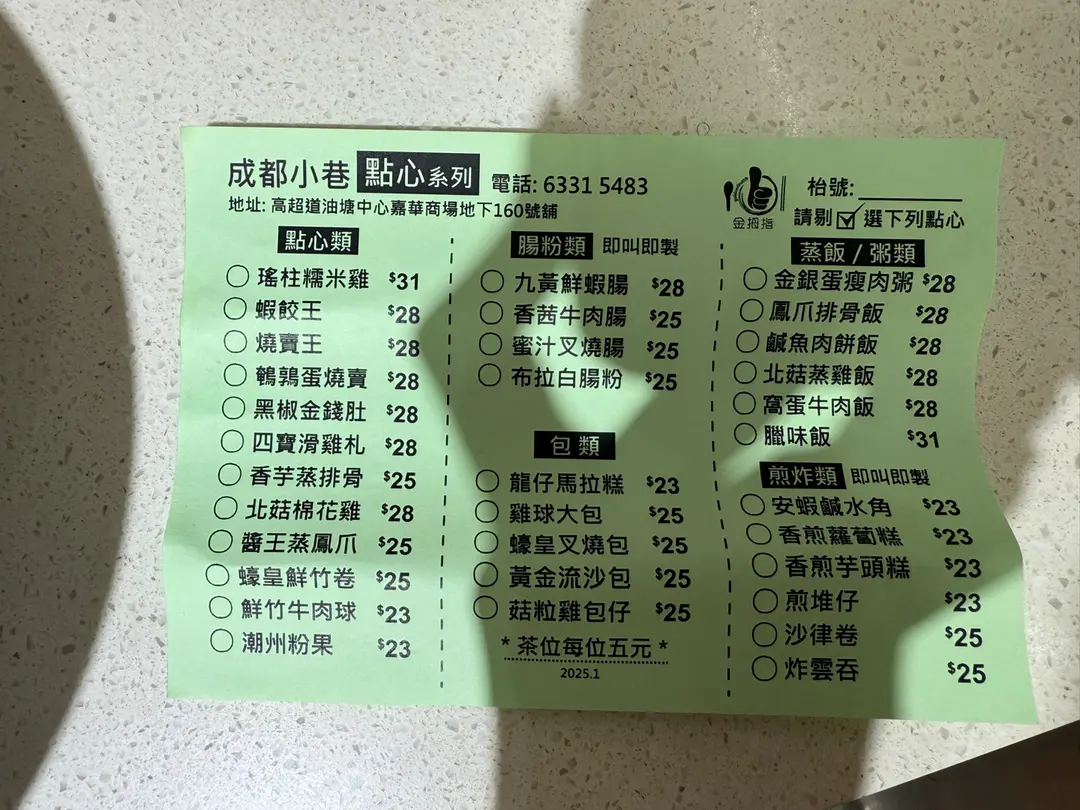 成都小巷 點心系列 電話: 6331 5483
地址: 高超道油塘中心嘉華商場地下160號舖
金拇指
枱號:
請剔☑選下列點心
點心類
瑤柱糯米雞 $31
蝦餃王 $28
燒賣王 $28
鵪鶉蛋燒賣 $28
黑椒金錢肚 $28
四寶滑雞札 $28
香芋蒸排骨 $25
北菇棉花雞 $28
醬王蒸鳳爪 $25
蠔皇鮮竹卷 $25
鮮竹牛肉球 $23
潮州粉果 $23
腸粉類 即叫即製
九黃鮮蝦腸 $28
香茜牛肉腸 $25
蜜汁叉燒腸 $25
布拉白腸粉 $25
包類
龍仔馬拉糕 $23
雞球大包 $25
蠔皇叉燒包 $25
黃金流沙包 $25
菇粒雞包仔 $25
* 茶位每位五元 *
2025.1
蒸飯 / 粥類
金銀蛋瘦肉粥 $28
鳳爪排骨飯 $28
鹹魚肉餅飯 $28
北菇蒸雞飯 $28
窩蛋牛肉飯 $28
臘味飯 $31
煎炸類 即叫即製
安蝦鹹水角 $23
香煎蘿蔔糕 $23
香煎芋頭糕 $23
煎堆仔 $23
沙律卷 $25
炸雲吞 $25